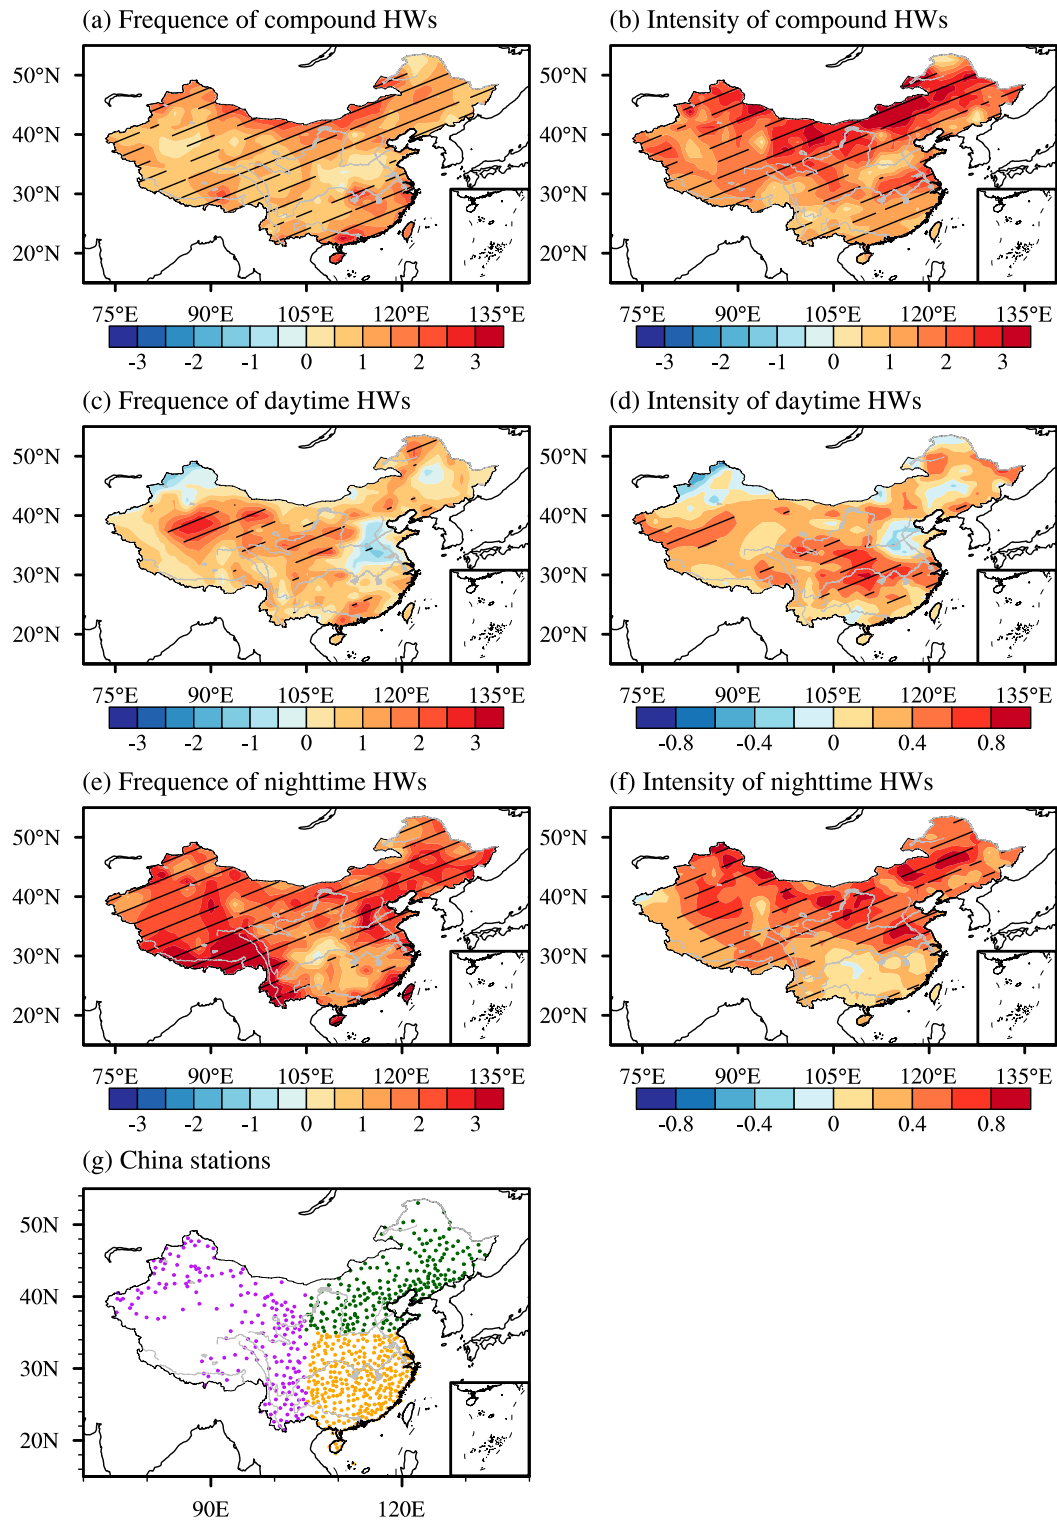 (a) Frequence of compound HWs
(b) Intensity of compound HWs
50°N
40°N
30°N
20°N
75°E 90°E 105°E 120°E 135°E
-3 -2 -1 0 1 2 3
50°N
40°N
30°N
20°N
75°E 90°E 105°E 120°E 135°E
-3 -2 -1 0 1 2 3
(c) Frequence of daytime HWs
(d) Intensity of daytime HWs
50°N
40°N
30°N
20°N
75°E 90°E 105°E 120°E 135°E
-3 -2 -1 0 1 2 3
50°N
40°N
30°N
20°N
75°E 90°E 105°E 120°E 135°E
-0.8 -0.4 0 0.4 0.8
(e) Frequence of nighttime HWs
(f) Intensity of nighttime HWs
50°N
40°N
30°N
20°N
75°E 90°E 105°E 120°E 135°E
-3 -2 -1 0 1 2 3
50°N
40°N
30°N
20°N
75°E 90°E 105°E 120°E 135°E
-0.8 -0.4 0 0.4 0.8
(g) China stations
50N
40N
30N
20N
90E 120E